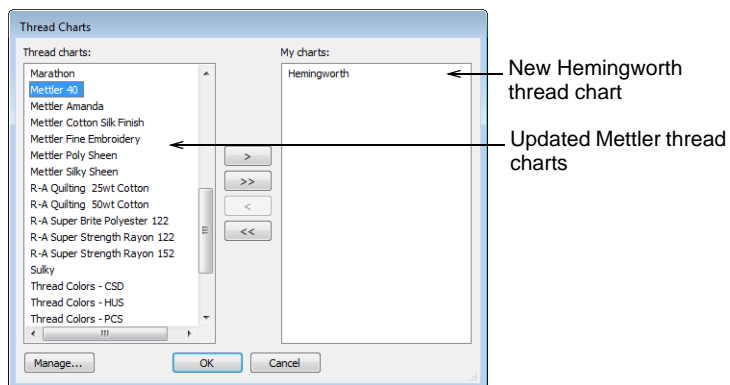 Thread Charts
Thread charts:
Marathon
Mettler 40
Mettler Amanda
Mettler Cotton Silk Finish
Mettler Fine Embroidery
Mettler Poly Sheen
Mettler Silky Sheen
R-A Quilting  25wt Cotton
R-A Quilting  50wt Cotton
R-A Super Brite Polyester 122
R-A Super Strength Rayon 122
R-A Super Strength Rayon 152
Sulky
Thread Colors - CSD
Thread Colors - HUS
Thread Colors - PCS
>
>>
<
<<
My charts:
Hemingworth
Manage...
OK
Cancel
New Hemingworth
thread chart
Updated Mettler thread
charts